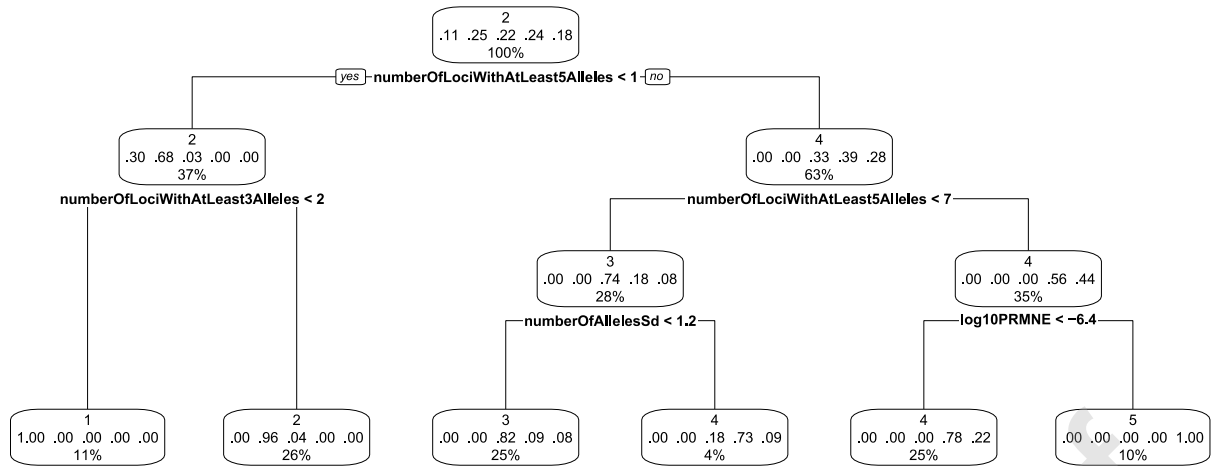 2
.11 .25 .22 .24 .18
100%
yes numberOfLociWithAtLeast5Alleles < 1 no
2
.30 .68 .03 .00 .00
37%
numberOfLociWithAtLeast3Alleles < 2
4
.00 .00 .33 .39 .28
63%
numberOfLociWithAtLeast5Alleles < 7
3
.00 .00 .74 .18 .08
28%
numberOfAllelesSd < 1.2
4
.00 .00 .00 .56 .44
35%
log10PRMNE < −6.4
1
1.00 .00 .00 .00 .00
11%
2
.00 .96 .04 .00 .00
26%
3
.00 .00 .82 .09 .08
25%
4
.00 .00 .18 .73 .09
4%
4
.00 .00 .00 .78 .22
25%
5
.00 .00 .00 .00 1.00
10%